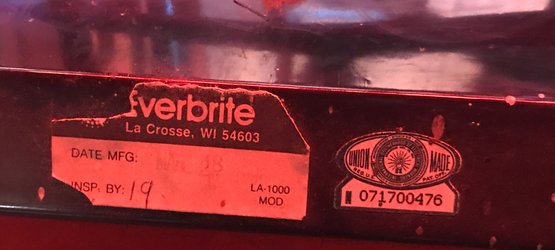 Everbrite
La Crosse, WI 54603
DATE MFG:
INSP. BY: 19
LA-1000
MOD
UNION MADE
N 071700476